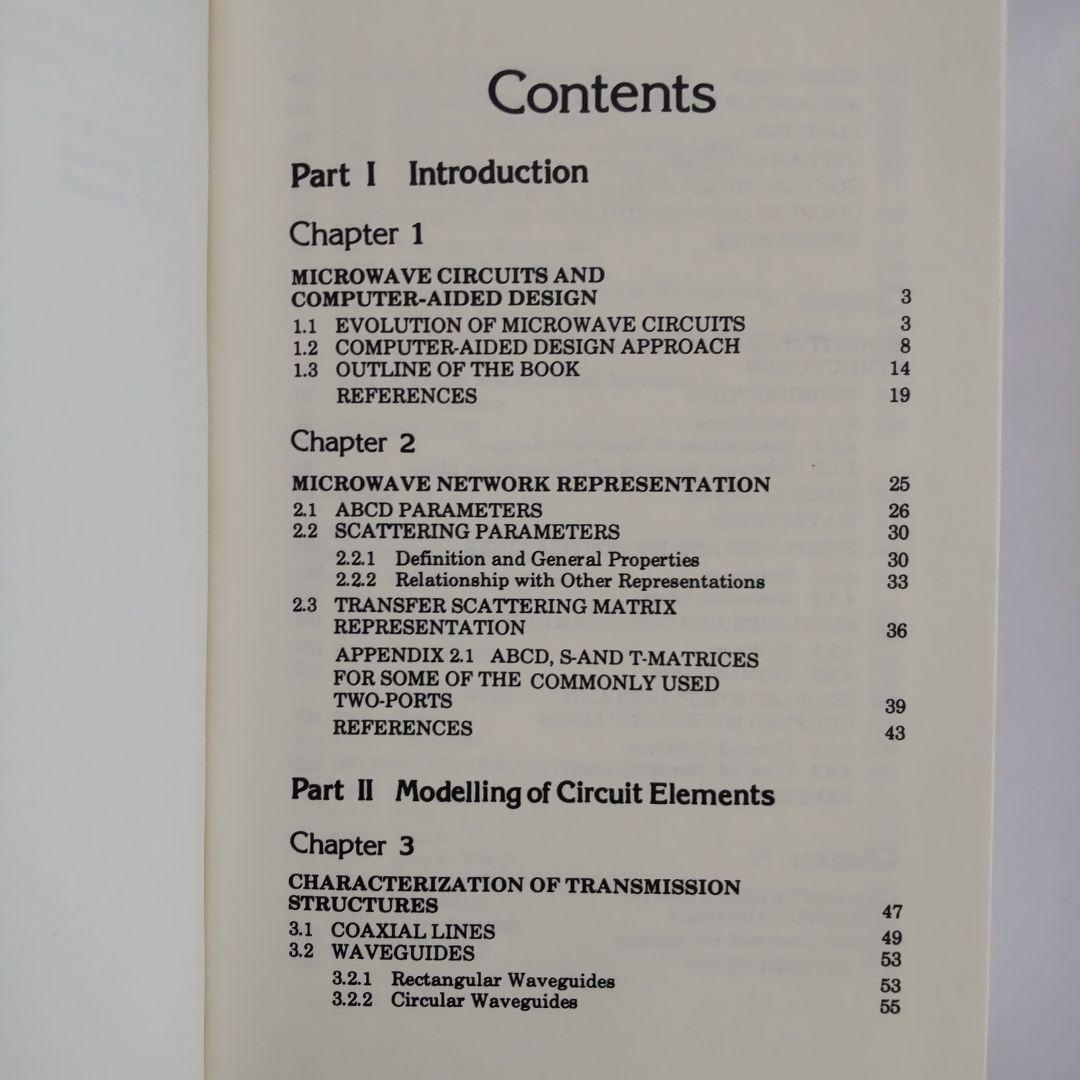 Contents
Part I Introduction
Chapter 1
MICROWAVE CIRCUITS AND
COMPUTER-AIDED DESIGN 3
1.1 EVOLUTION OF MICROWAVE CIRCUITS 3
1.2 COMPUTER-AIDED DESIGN APPROACH 8
1.3 OUTLINE OF THE BOOK 14
REFERENCES 19
Chapter 2
MICROWAVE NETWORK REPRESENTATION 25
2.1 ABCD PARAMETERS 26
2.2 SCATTERING PARAMETERS 30
2.2.1 Definition and General Properties 30
2.2.2 Relationship with Other Representations 33
2.3 TRANSFER SCATTERING MATRIX
REPRESENTATION 36
APPENDIX 2.1 ABCD, S-AND T-MATRICES
FOR SOME OF THE COMMONLY USED
TWO-PORTS 39
REFERENCES 43
Part II Modelling of Circuit Elements
Chapter 3
CHARACTERIZATION OF TRANSMISSION
STRUCTURES 47
3.1 COAXIAL LINES 49
3.2 WAVEGUIDES 53
3.2.1 Rectangular Waveguides 53
3.2.2 Circular Waveguides 55